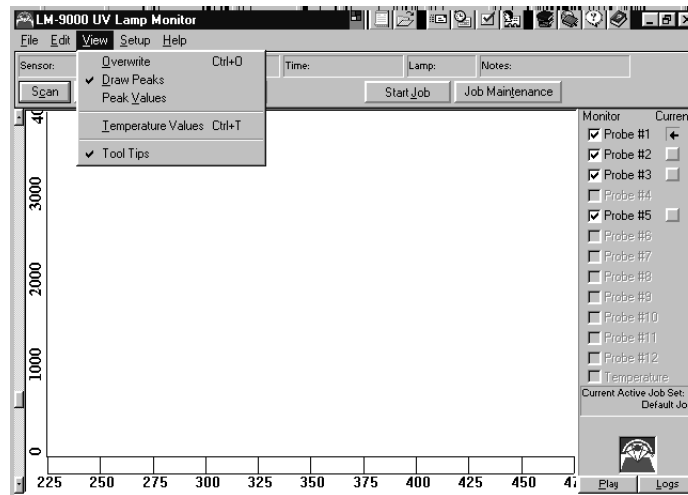 LM-9000 UV Lamp Monitor
File Edit View Setup Help
Overwrite Ctrl+O
Draw Peaks
Peak Values
Temperature Values Ctrl+T
Tool Tips
Sensor: Time: Lamp: Notes:
Scan Start Job Job Maintenance
Monitor Curren
Probe #1
Probe #2
Probe #3
Probe #4
Probe #5
Probe #6
Probe #7
Probe #8
Probe #9
Probe #10
Probe #11
Probe #12
Temperature
Current Active Job Set:
Default Jo
Play Logs
40
3000
2000
1000
0
225 250 275 300 325 350 375 400 425 450 47